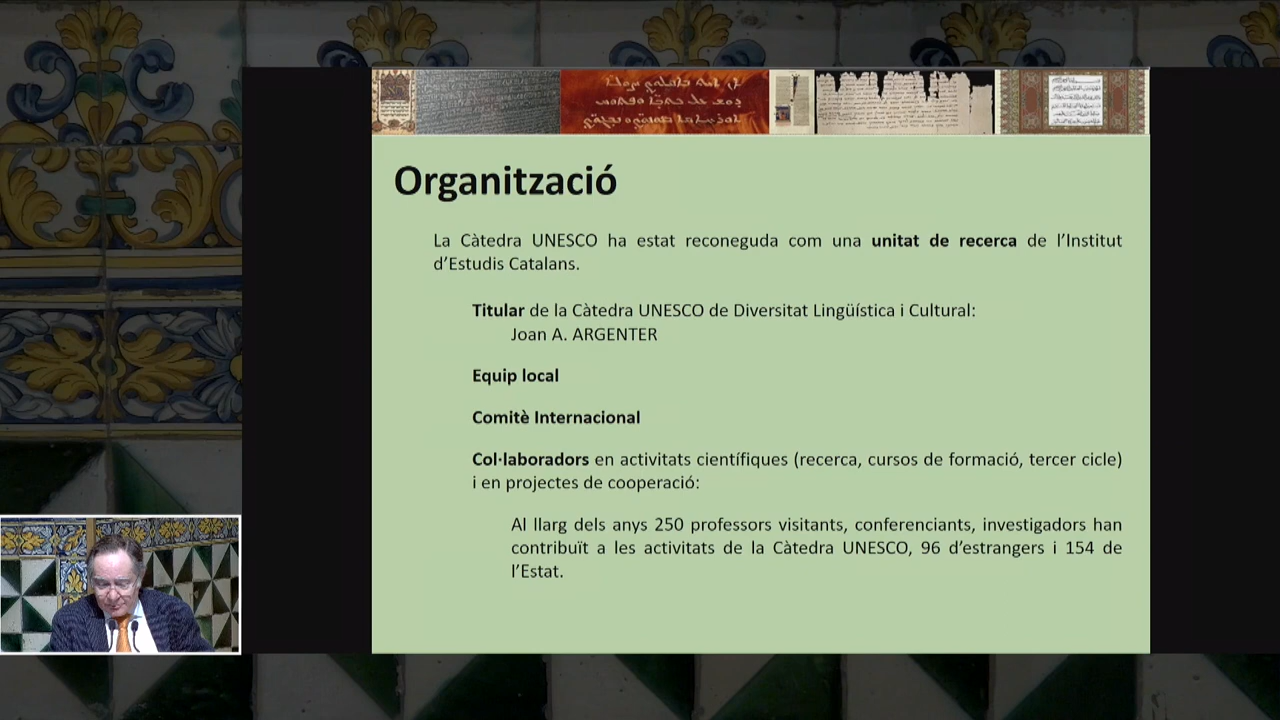 Organització
La Càtedra UNESCO ha estat reconeguda com una unitat de recerca de l’Institut
d’Estudis Catalans.
Titular de la Càtedra UNESCO de Diversitat Lingüística i Cultural:
Joan A. ARGENTER
Equip local
Comitè Internacional
Col·laboradors en activitats científiques (recerca, cursos de formació, tercer cicle)
i en projectes de cooperació:
Al llarg dels anys 250 professors visitants, conferenciants, investigadors han
contribuït a les activitats de la Càtedra UNESCO, 96 d’estrangers i 154 de
l’Estat.